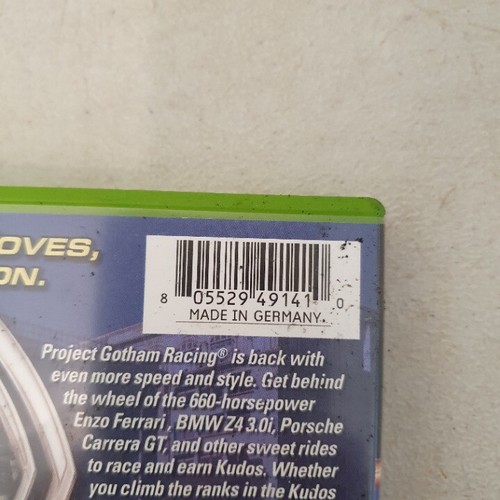 OVES,
ON.
8 05529 49141 0
MADE IN GERMANY.
Project Gotham Racing® is back with
even more speed and style. Get behind
the wheel of the 660-horsepower
Enzo Ferrari , BMW Z4 3.0i, Porsche
Carrera GT, and other sweet rides
to race and earn Kudos. Whether
you climb the ranks in the Kudos